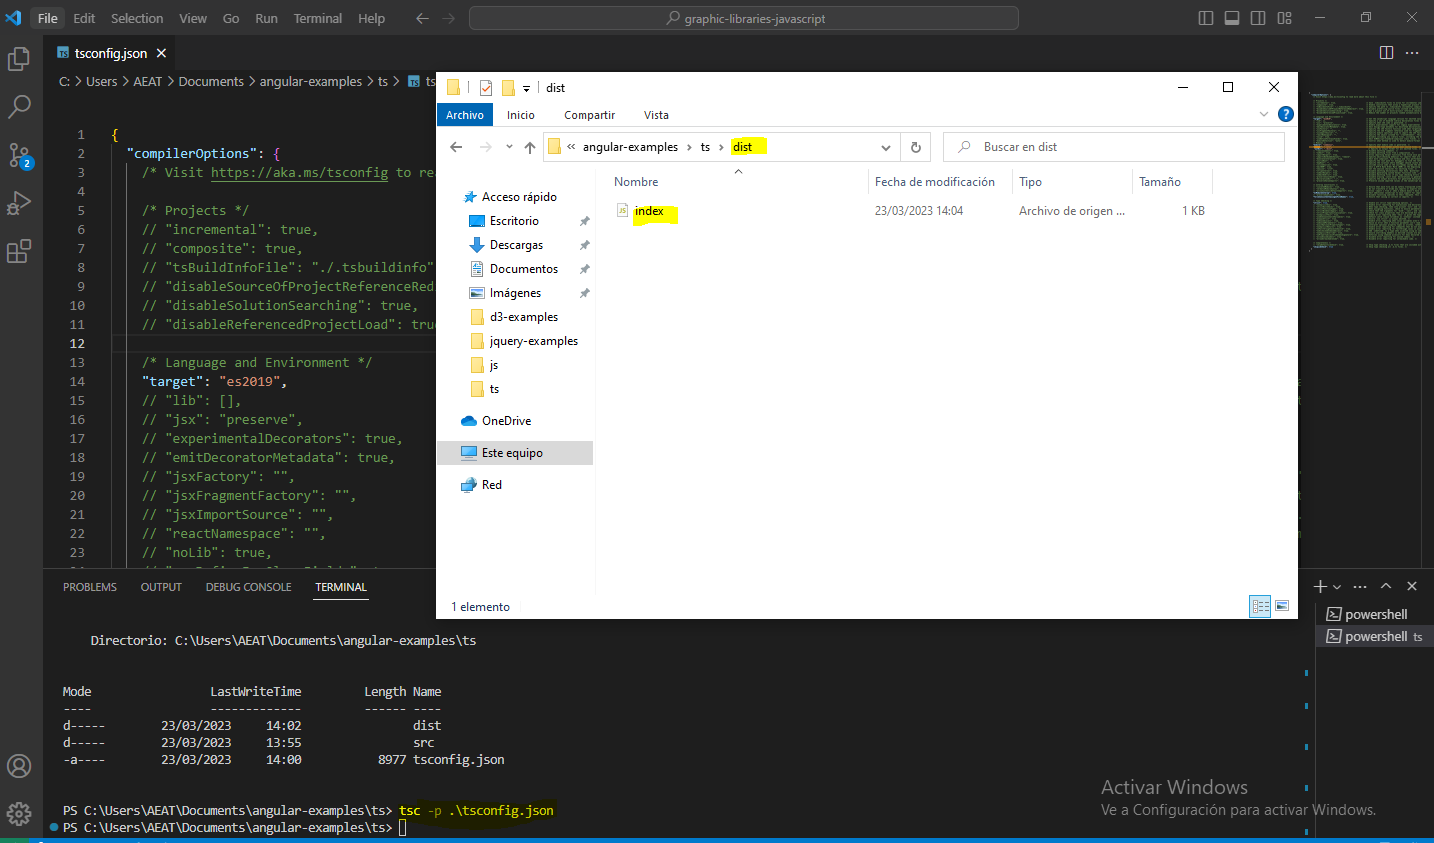 File Edit Selection View Go Run Terminal Help
graphic-libraries-javascript
tsconfig.json
C: > Users > AEAT > Documents > angular-examples > ts > ts
1 {
2 "compilerOptions": {
3 /* Visit https://aka.ms/tsconfig to rea
4
5 /* Projects */
6 // "incremental": true,
7 // "composite": true,
8 // "tsBuildInfoFile": "./.tsbuildinfo"
9 // "disableSourceOfProjectReferenceRed
10 // "disableSolutionSearching": true,
11 // "disableReferencedProjectLoad": true
12
13 /* Language and Environment */
14 "target": "es2019",
15 // "lib": [],
16 // "jsx": "preserve",
17 // "experimentalDecorators": true,
18 // "emitDecoratorMetadata": true,
19 // "jsxFactory": "",
20 // "jsxFragmentFactory": "",
21 // "jsxImportSource": "",
22 // "reactNamespace": "",
23 // "noLib": true,
2
dist
Archivo Inicio Compartir Vista
« angular-examples > ts > dist
Buscar en dist
Nombre Fecha de modificación Tipo Tamaño
index 23/03/2023 14:04 Archivo de origen ... 1 KB
Acceso rápido
Escritorio
Descargas
Documentos
Imágenes
d3-examples
jquery-examples
js
ts
OneDrive
Este equipo
Red
1 elemento
PROBLEMS OUTPUT DEBUG CONSOLE TERMINAL
powershell
powershell ts
Directorio: C:\Users\AEAT\Documents\angular-examples\ts
Mode LastWriteTime Length Name
---- ------------- ------ ----
d----- 23/03/2023 14:02 dist
d----- 23/03/2023 13:55 src
-a---- 23/03/2023 14:00 8977 tsconfig.json
PS C:\Users\AEAT\Documents\angular-examples\ts> tsc -p .\tsconfig.json
PS C:\Users\AEAT\Documents\angular-examples\ts>
Activar Windows
Ve a Configuración para activar Windows.